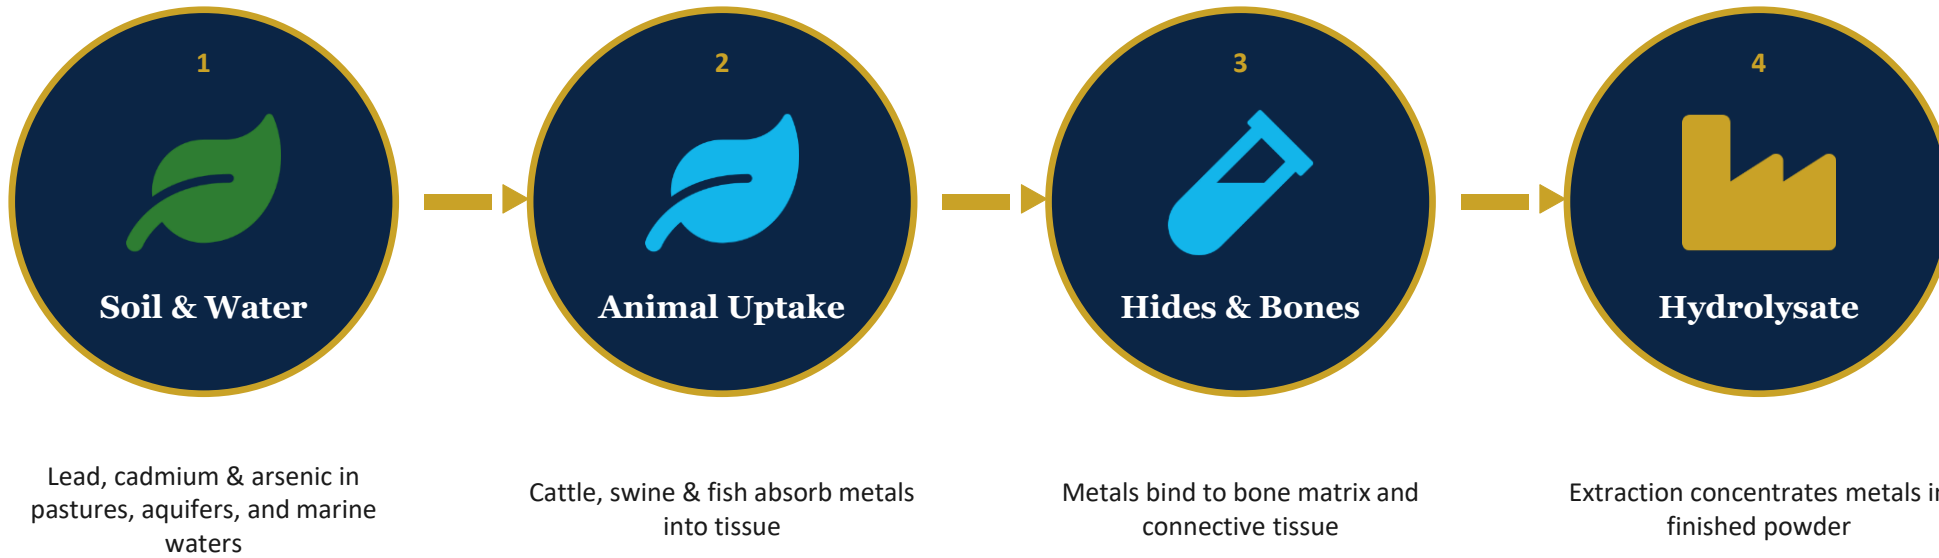 1
Soil & Water
Lead, cadmium & arsenic in
pastures, aquifers, and marine
waters
2
Animal Uptake
Cattle, swine & fish absorb metals
into tissue
3
Hides & Bones
Metals bind to bone matrix and
connective tissue
4
Hydrolysate
Extraction concentrates metals in
finished powder